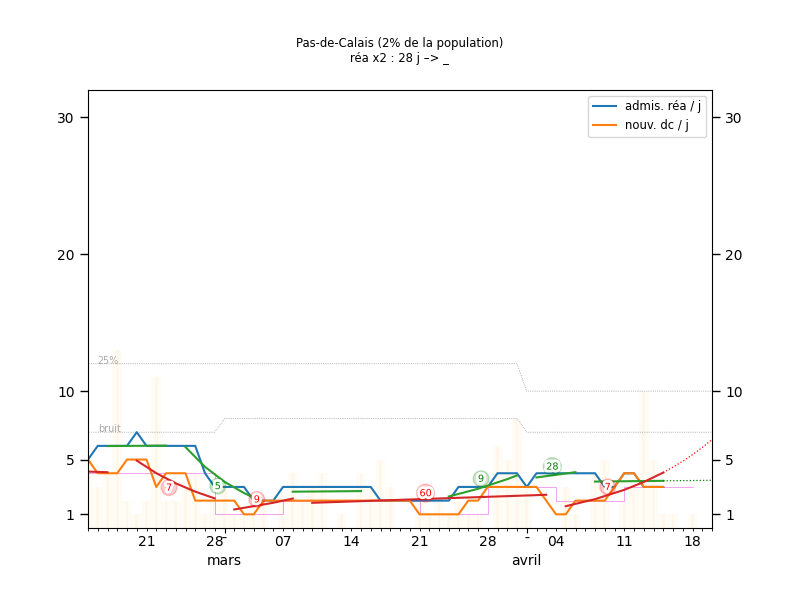 Pas-de-Calais (2% de la population)
réa x2 : 28 j –> _
admis. réa / j
nouv. dc / j
30 30
20 20
25%
10 10
bruit
28
9
5 7 5 60 -7- 5
9
1 1
21 28 07 14 21 28 04 11 18
mars avril